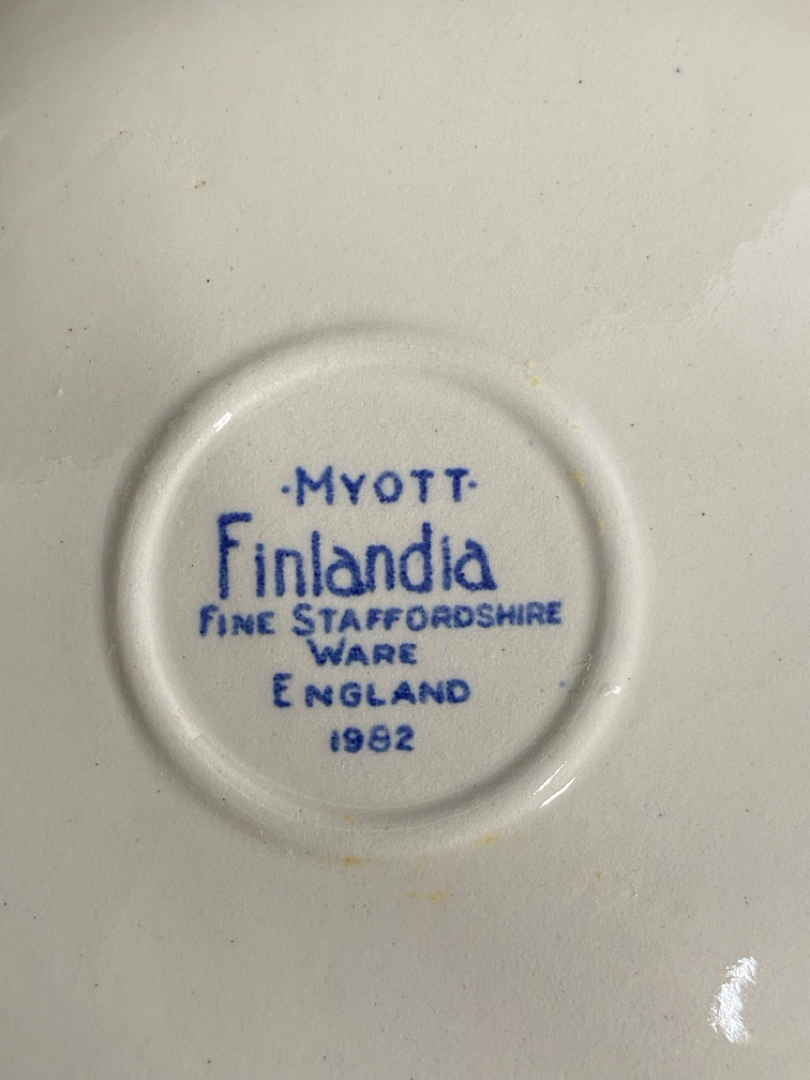 ·MYOTT·
Finlandia
FINE STAFFORDSHIRE
WARE
ENGLAND
1982